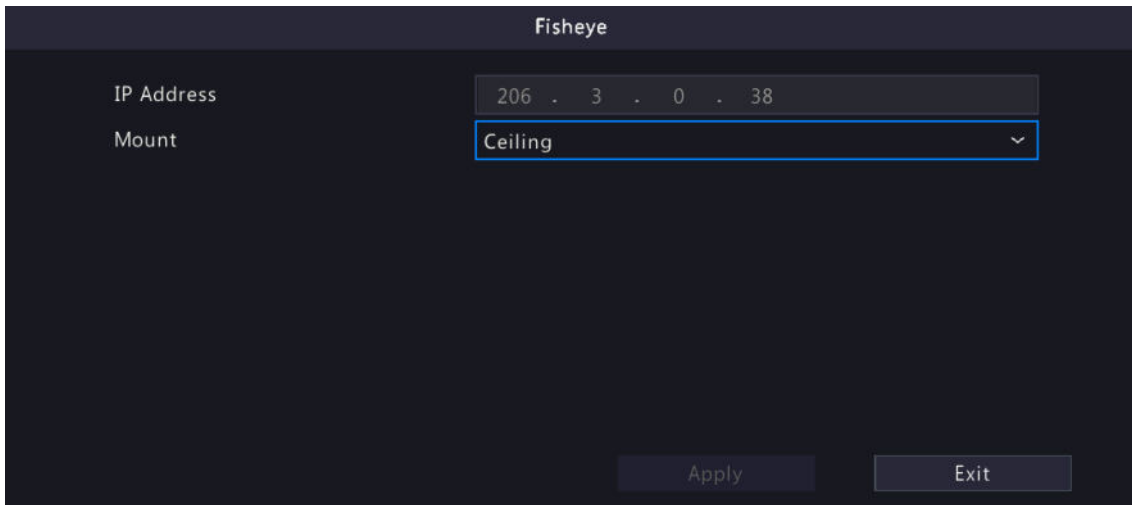 Fisheye
IP Address 206 . 3 . 0 . 38
Mount Ceiling
Apply Exit